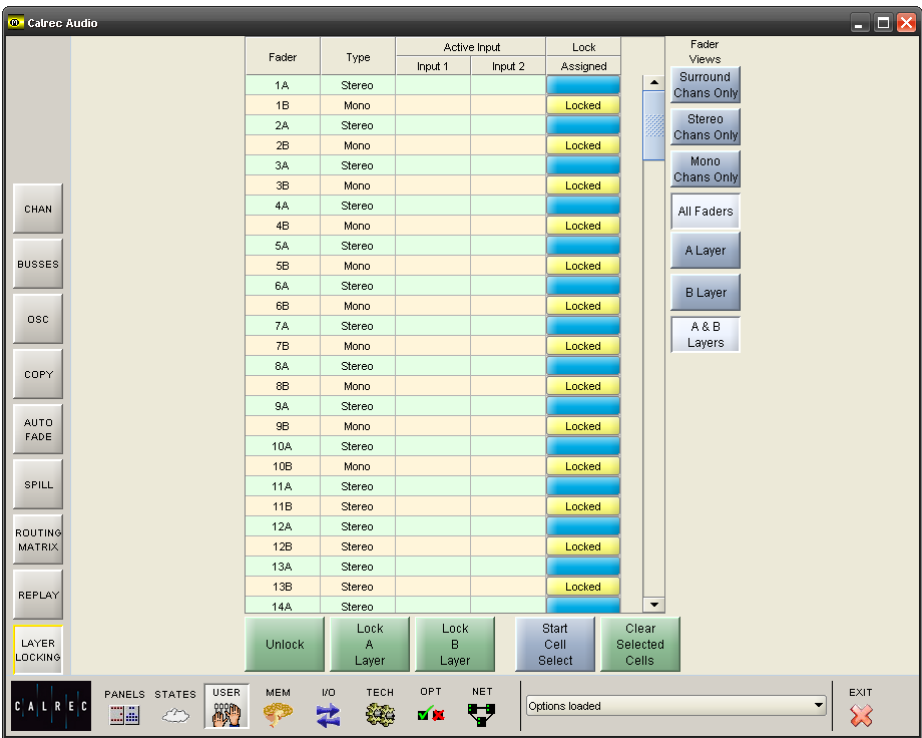 Calrec Audio
Fader Type Active Input Lock
Input 1 Input 2 Assigned
1A Stereo
1B Mono Locked
2A Stereo
2B Mono Locked
3A Stereo
3B Mono Locked
4A Stereo
4B Mono Locked
5A Stereo
5B Mono Locked
6A Stereo
6B Mono Locked
7A Stereo
7B Mono Locked
8A Stereo
8B Mono Locked
9A Stereo
9B Mono Locked
10A Stereo
10B Mono Locked
11A Stereo
11B Stereo Locked
12A Stereo
12B Stereo Locked
13A Stereo
13B Stereo Locked
14A Stereo
Fader
Views
Surround
Chans Only
Stereo
Chans Only
Mono
Chans Only
All Faders
A Layer
B Layer
A & B
Layers
CHAN
BUSSES
OSC
COPY
AUTO
FADE
SPILL
ROUTING
MATRIX
REPLAY
LAYER
LOCKING
Unlock
Lock
A
Layer
Lock
B
Layer
Start
Cell
Select
Clear
Selected
Cells
CALREC
PANELS STATES USER MEM I/O TECH OPT NET
Options loaded
EXIT